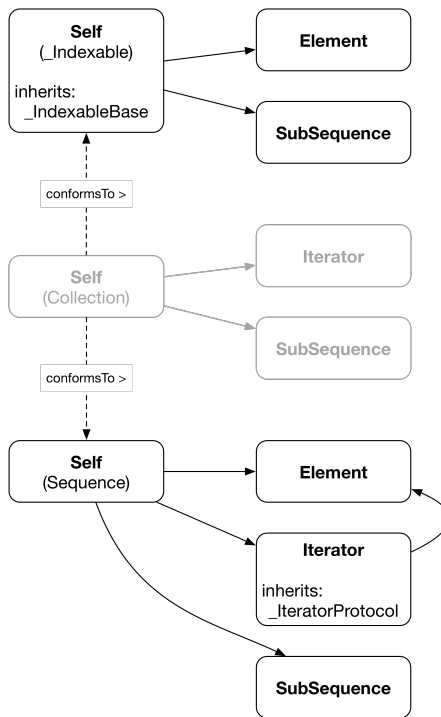 Self
(_Indexable)
inherits:
_IndexableBase
Element
SubSequence
conformsTo >
Self
(Collection)
Iterator
SubSequence
conformsTo >
Self
(Sequence)
Element
Iterator
inherits:
_IteratorProtocol
SubSequence